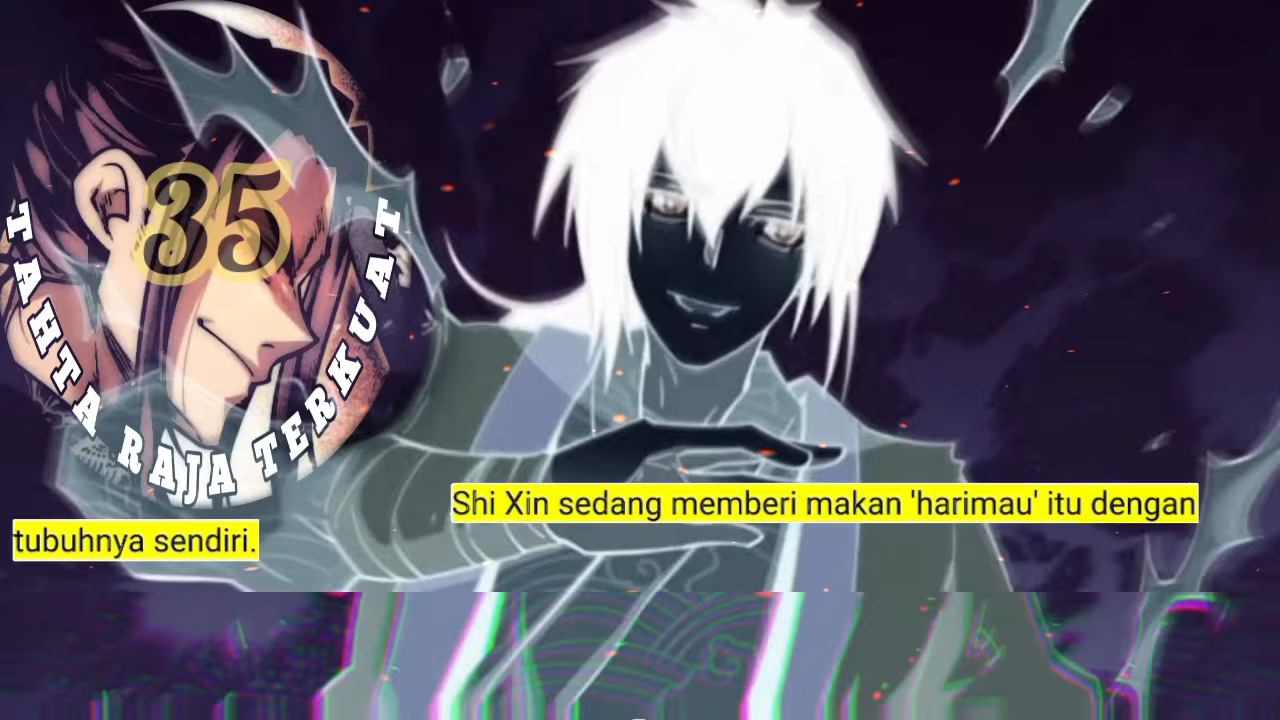 35
TAHTA RAJA TERKUAT
Shi Xin sedang memberi makan 'harimau' itu dengan
tubuhnya sendiri.